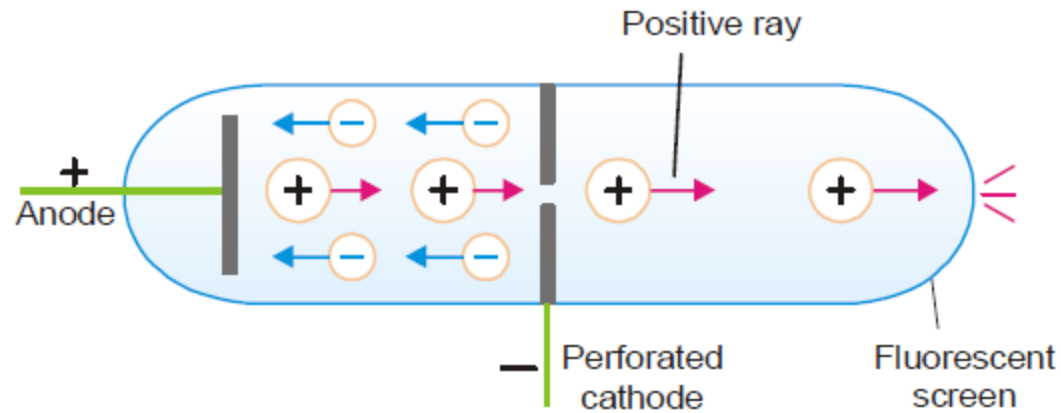 Positive ray
+
Anode
− − 
+ + + +
− −
−
Perforated
cathode
Fluorescent
screen